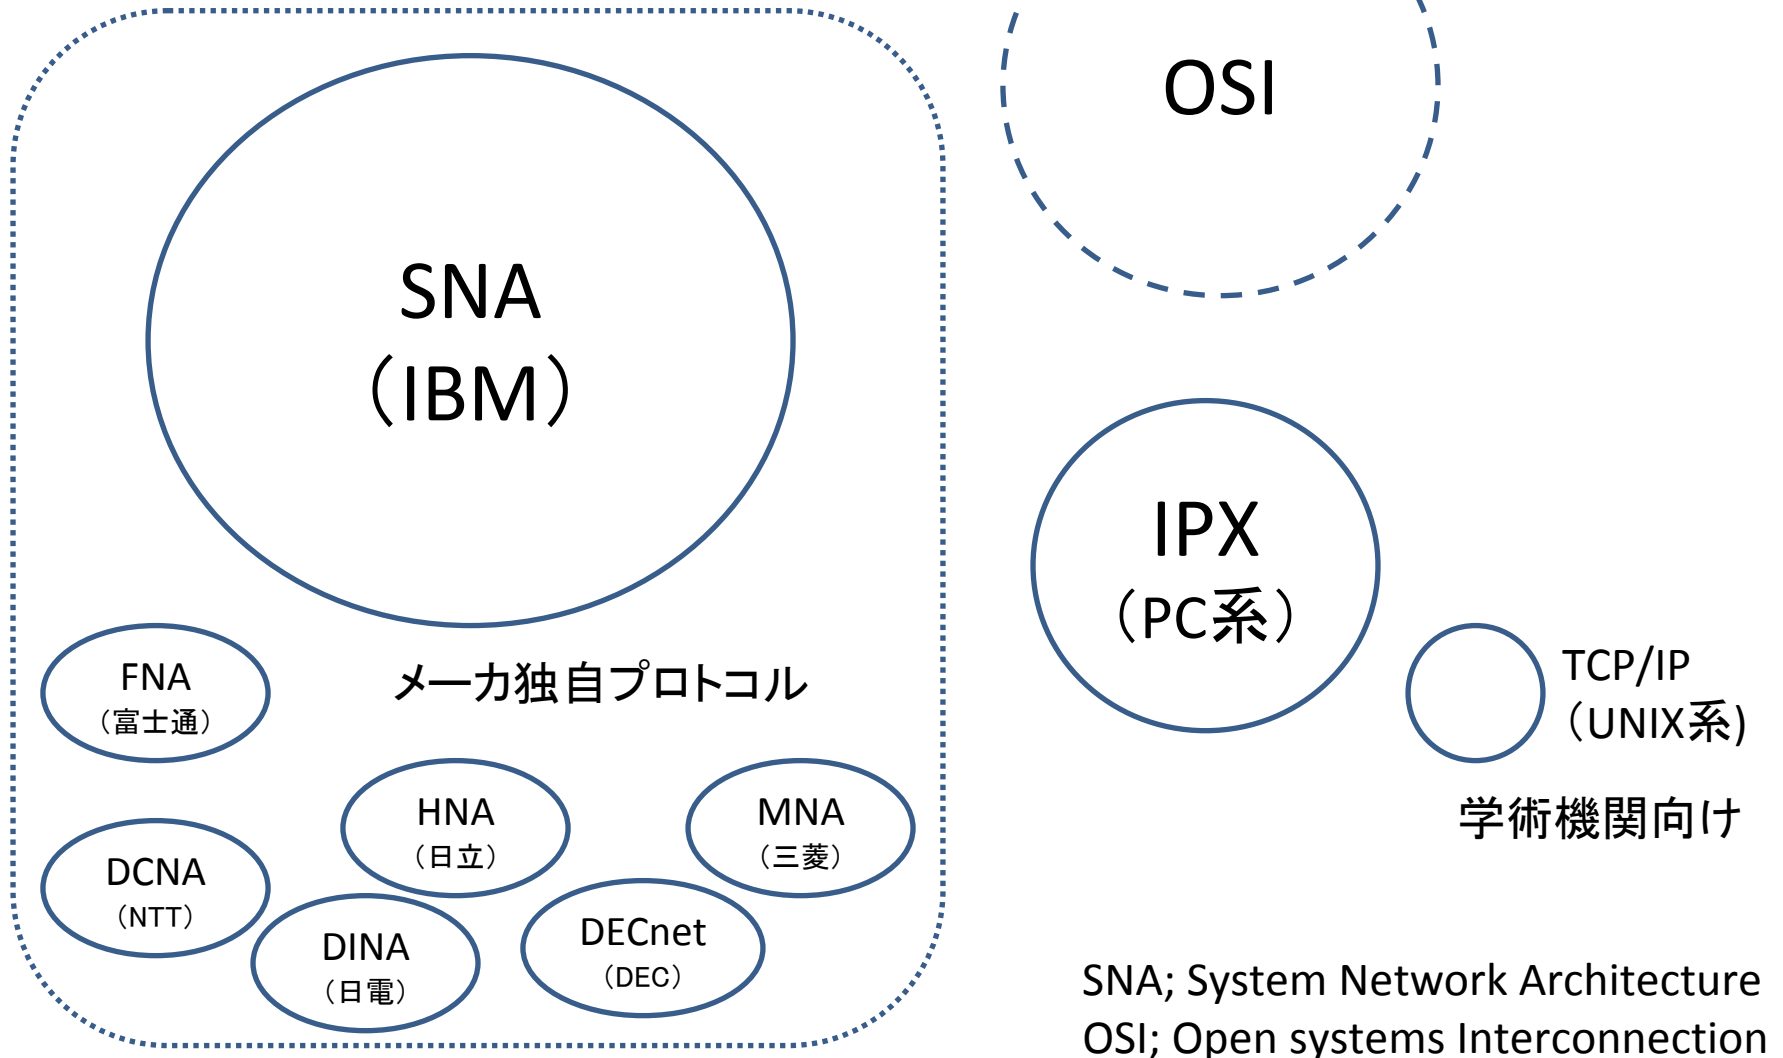 SNA
（IBM）
メーカ独自プロトコル
FNA
（富士通）
HNA
（日立）
MNA
（三菱）
DCNA
（NTT）
DINA
（日電）
DECnet
（DEC）
OSI
IPX
（PC系）
TCP/IP
（UNIX系)
学術機関向け
SNA; System Network Architecture
OSI; Open systems Interconnection